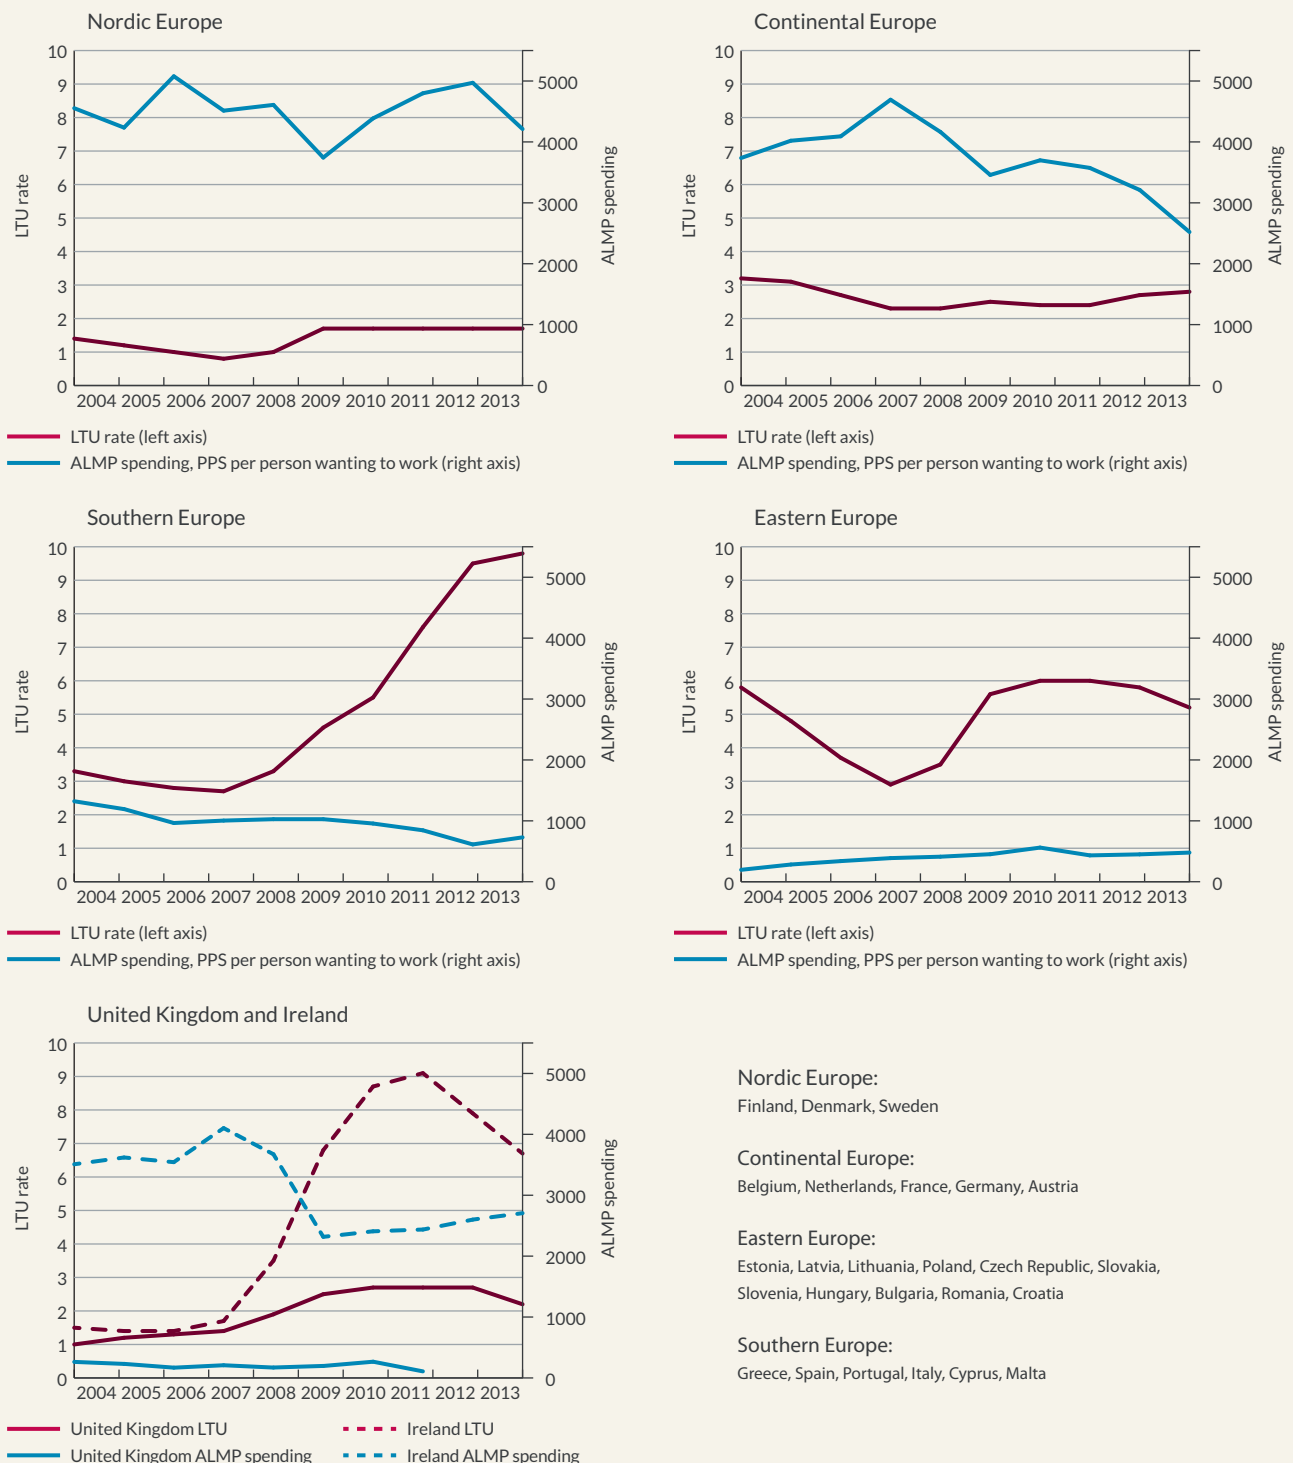 Nordic Europe
10
9
8
7
6
5
4
3
2
1
0
LTU rate
5000
4000
3000
2000
1000
0
ALMP spending
2004 2005 2006 2007 2008 2009 2010 2011 2012 2013
LTU rate (left axis)
ALMP spending, PPS per person wanting to work (right axis)
Continental Europe
10
9
8
7
6
5
4
3
2
1
0
LTU rate
5000
4000
3000
2000
1000
0
ALMP spending
2004 2005 2006 2007 2008 2009 2010 2011 2012 2013
LTU rate (left axis)
ALMP spending, PPS per person wanting to work (right axis)
Southern Europe
10
9
8
7
6
5
4
3
2
1
0
LTU rate
5000
4000
3000
2000
1000
0
ALMP spending
2004 2005 2006 2007 2008 2009 2010 2011 2012 2013
LTU rate (left axis)
ALMP spending, PPS per person wanting to work (right axis)
Eastern Europe
10
9
8
7
6
5
4
3
2
1
0
LTU rate
5000
4000
3000
2000
1000
0
ALMP spending
2004 2005 2006 2007 2008 2009 2010 2011 2012 2013
LTU rate (left axis)
ALMP spending, PPS per person wanting to work (right axis)
United Kingdom and Ireland
10
9
8
7
6
5
4
3
2
1
0
LTU rate
5000
4000
3000
2000
1000
0
ALMP spending
2004 2005 2006 2007 2008 2009 2010 2011 2012 2013
United Kingdom LTU
Ireland LTU
United Kingdom ALMP spending
Ireland ALMP spending
Nordic Europe:
Finland, Denmark, Sweden
Continental Europe:
Belgium, Netherlands, France, Germany, Austria
Eastern Europe:
Estonia, Latvia, Lithuania, Poland, Czech Republic, Slovakia,
Slovenia, Hungary, Bulgaria, Romania, Croatia
Southern Europe:
Greece, Spain, Portugal, Italy, Cyprus, Malta